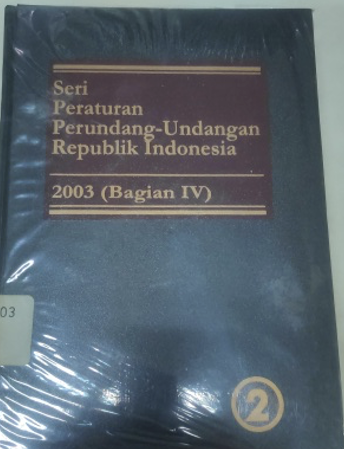 Seri
Peraturan
Perundang-Undangan
Republik Indonesia
2003 (Bagian IV)
03
2